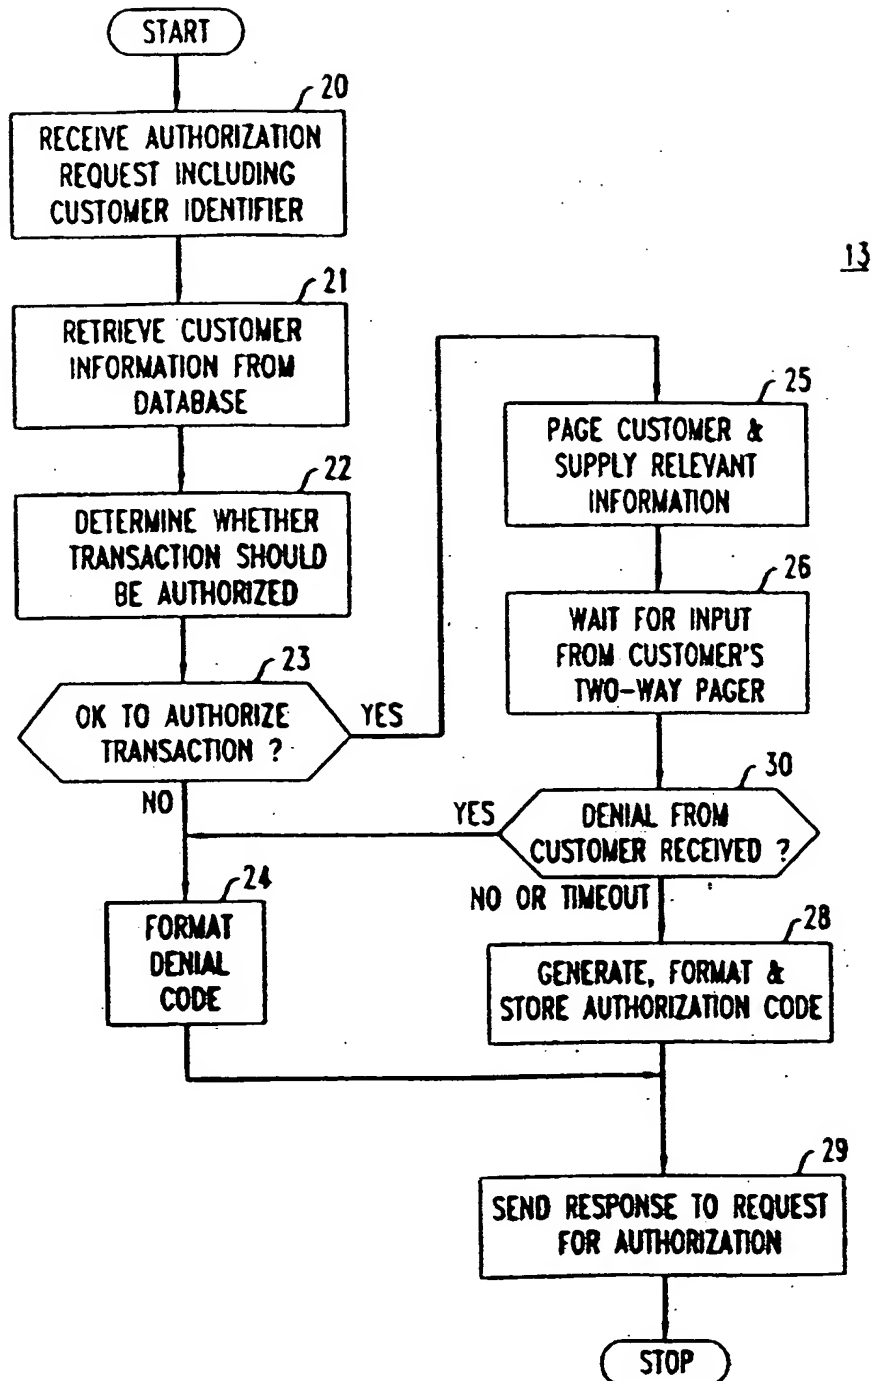 START
20
RECEIVE AUTHORIZATION
REQUEST INCLUDING
CUSTOMER IDENTIFIER
13
21
RETRIEVE CUSTOMER
INFORMATION FROM
DATABASE
22
DETERMINE WHETHER
TRANSACTION SHOULD
BE AUTHORIZED
23
OK TO AUTHORIZE
TRANSACTION ?
YES
NO
24
FORMAT
DENIAL
CODE
25
PAGE CUSTOMER &
SUPPLY RELEVANT
INFORMATION
26
WAIT FOR INPUT
FROM CUSTOMER'S
TWO-WAY PAGER
30
DENIAL FROM
CUSTOMER RECEIVED ?
YES
NO OR TIMEOUT
28
GENERATE, FORMAT &
STORE AUTHORIZATION CODE
29
SEND RESPONSE TO REQUEST
FOR AUTHORIZATION
STOP